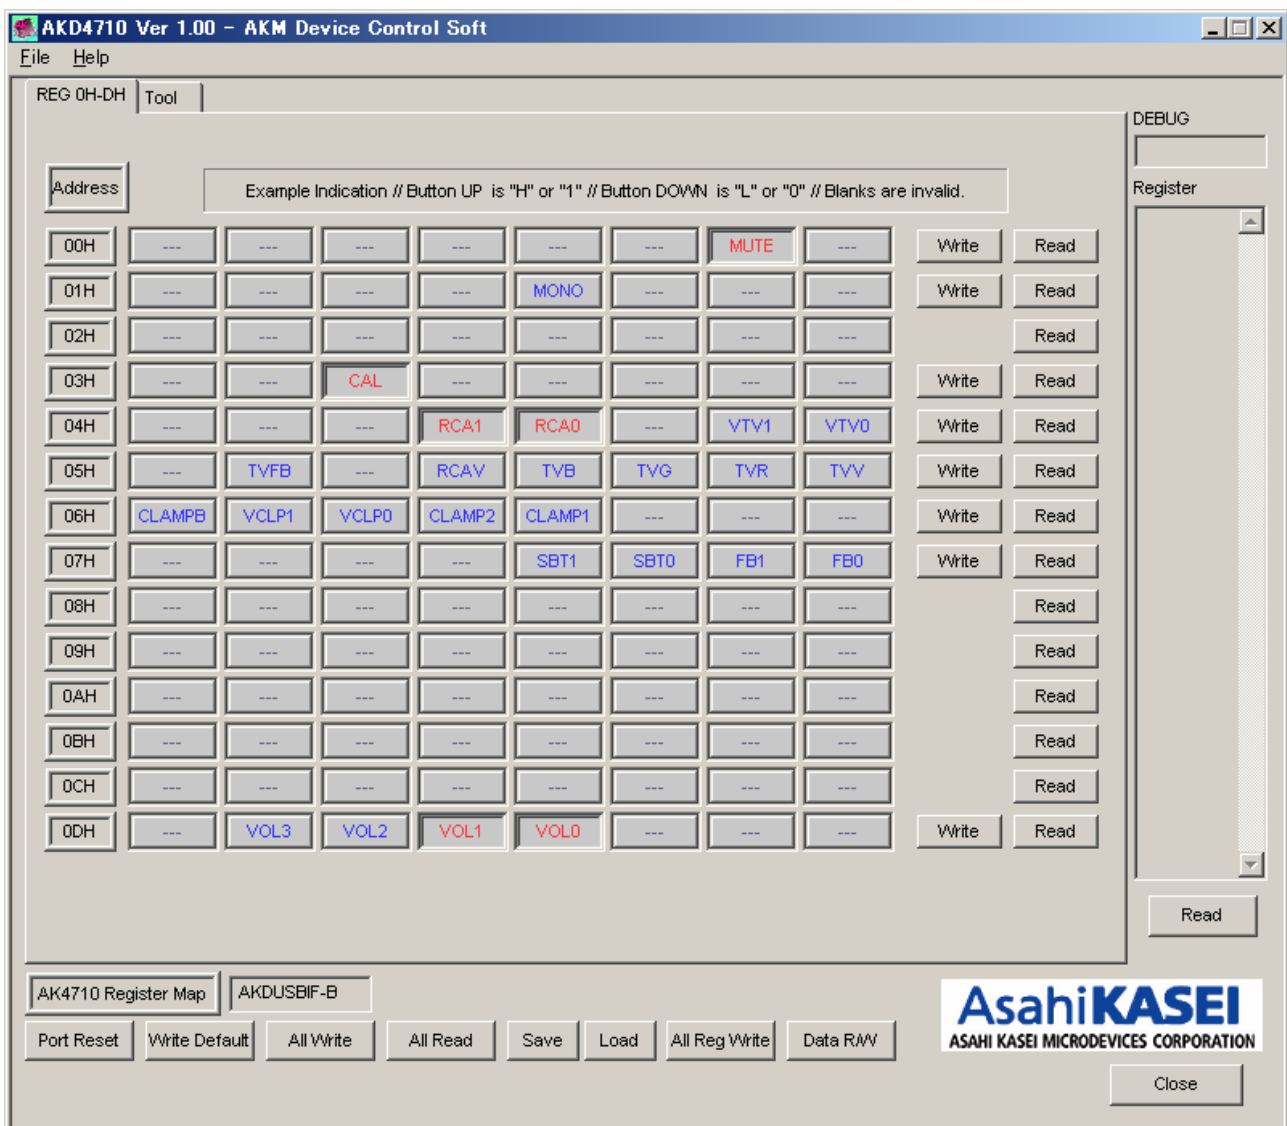 AKD4710 Ver 1.00 - AKM Device Control Soft
File Help
REG 0H-DH Tool
DEBUG
Address
Example Indication // Button UP is "H" or "1" // Button DOWN is "L" or "0" // Blanks are invalid.
Register
00H --- --- --- --- --- --- MUTE --- Write Read
01H --- --- --- --- MONO --- --- --- Write Read
02H --- --- --- --- --- --- --- --- Read
03H --- --- CAL --- --- --- --- --- Write Read
04H --- --- --- RCA1 RCA0 --- VTV1 VTV0 Write Read
05H --- TVFB --- RCAV TVB TVG TVR TVV Write Read
06H CLAMPB VCLP1 VCLP0 CLAMP2 CLAMP1 --- --- --- Write Read
07H --- --- --- --- SBT1 SBT0 FB1 FB0 Write Read
08H --- --- --- --- --- --- --- --- Read
09H --- --- --- --- --- --- --- --- Read
0AH --- --- --- --- --- --- --- --- Read
0BH --- --- --- --- --- --- --- --- Read
0CH --- --- --- --- --- --- --- --- Read
0DH --- VOL3 VOL2 VOL1 VOL0 --- --- --- Write Read
Read
AK4710 Register Map AKDUSBIF-B
AsahiKASEI
ASAHI KASEI MICRODEVICES CORPORATION
Port Reset Write Default All Write All Read Save Load All Reg Write Data R/W
Close